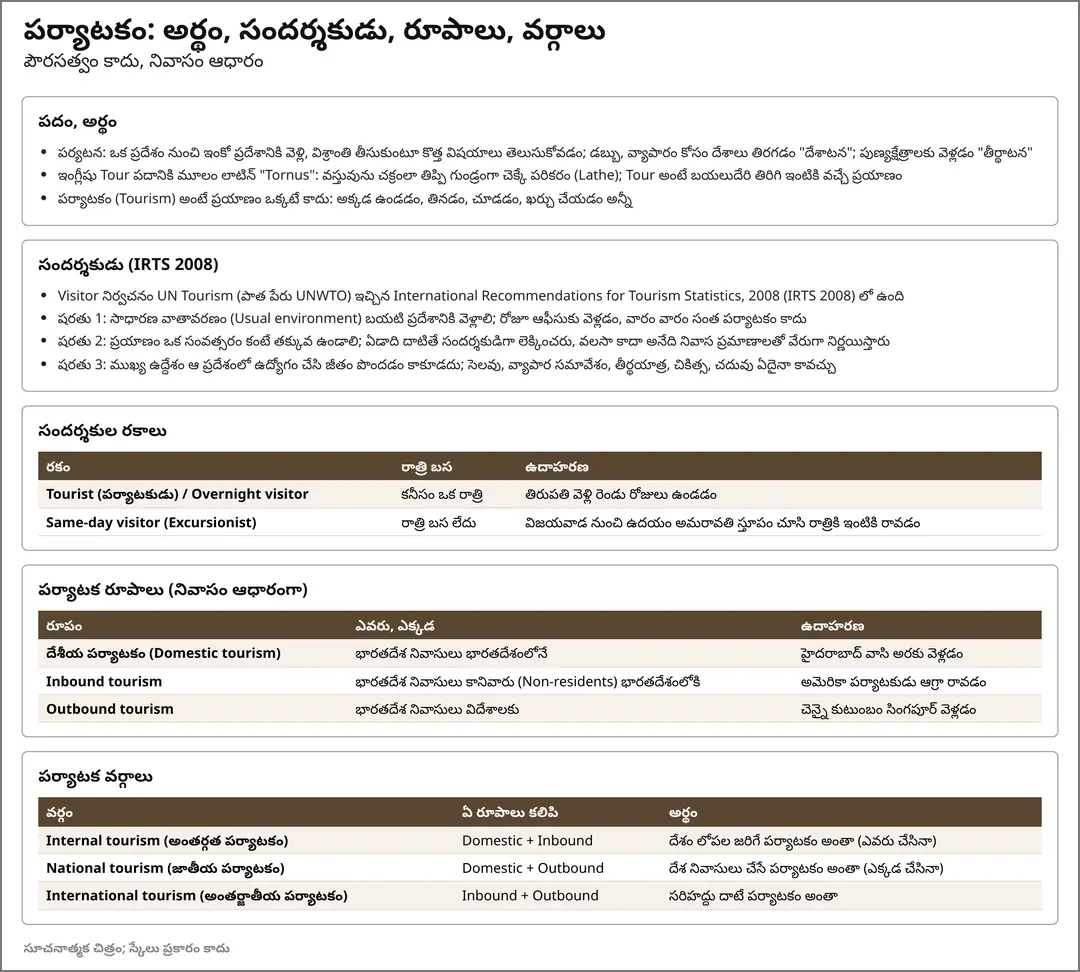 పర్యాటకం: అర్థం, సందర్శకుడు, రూపాలు, వర్గాలు
పౌరసత్వం కాదు, నివాసం ఆధారం
పదం, అర్థం
• పర్యటన: ఒక ప్రదేశం నుంచి ఇంకో ప్రదేశానికి వెళ్లి, విశ్రాంతి తీసుకుంటూ కొత్త విషయాలు తెలుసుకోవడం; డబ్బు, వ్యాపారం కోసం దేశాలు తిరగడం "దేశాటన"; పుణ్యక్షేత్రాలకు వెళ్లడం "తీర్థాటన"
• ఇంగ్లీషు Tour పదానికి మూలం లాటిన్ "Tornus": వస్తువును చక్రంలా తిప్పి గుండ్రంగా చెక్కే పరికరం (Lathe); Tour అంటే బయలుదేరి తిరిగి ఇంటికి వచ్చే ప్రయాణం
• పర్యాటకం (Tourism) అంటే ప్రయాణం ఒక్కటే కాదు: అక్కడ ఉండడం, తినడం, చూడడం, ఖర్చు చేయడం అన్నీ
సందర్శకుడు (IRTS 2008)
• Visitor నిర్వచనం UN Tourism (పాత పేరు UNWTO) ఇచ్చిన International Recommendations for Tourism Statistics, 2008 (IRTS 2008) లో ఉంది
• షరతు 1: సాధారణ వాతావరణం (Usual environment) బయటి ప్రదేశానికి వెళ్లాలి; రోజూ ఆఫీసుకు వెళ్లడం, వారం వారం సంత పర్యాటకం కాదు
• షరతు 2: ప్రయాణం ఒక సంవత్సరం కంటే తక్కువ ఉండాలి; ఏడాది దాటితే సందర్శకుడిగా లెక్కించరు, వలసా కాదా అనేది నివాస ప్రమాణాలతో వేరుగా నిర్ణయిస్తారు
• షరతు 3: ముఖ్య ఉద్దేశం ఆ ప్రదేశంలో ఉద్యోగం చేసి జీతం పొందడం కాకూడదు; సెలవు, వ్యాపార సమావేశం, తీర్థయాత్ర, చికిత్స, చదువు ఏదైనా కావచ్చు
సందర్శకుల రకాలు
రకం రాత్రి బస ఉదాహరణ
Tourist (పర్యాటకుడు) / Overnight visitor కనీసం ఒక రాత్రి తిరుపతి వెళ్లి రెండు రోజులు ఉండడం
Same-day visitor (Excursionist) రాత్రి బస లేదు విజయవాడ నుంచి ఉదయం అమరావతి స్తూపం చూసి రాత్రికి ఇంటికి రావడం
పర్యాటక రూపాలు (నివాసం ఆధారంగా)
రూపం ఎవరు, ఎక్కడ ఉదాహరణ
దేశీయ పర్యాటకం (Domestic tourism) భారతదేశ నివాసులు భారతదేశంలోనే హైదరాబాద్ వాసి అరకు వెళ్లడం
Inbound tourism భారతదేశ నివాసులు కానివారు (Non-residents) భారతదేశంలోకి అమెరికా పర్యాటకుడు ఆగ్రా రావడం
Outbound tourism భారతదేశ నివాసులు విదేశాలకు చెన్నై కుటుంబం సింగపూర్ వెళ్లడం
పర్యాటక వర్గాలు
వర్గం ఏ రూపాలు కలిపి అర్థం
Internal tourism (అంతర్గత పర్యాటకం) Domestic + Inbound దేశం లోపల జరిగే పర్యాటకం అంతా (ఎవరు చేసినా)
National tourism (జాతీయ పర్యాటకం) Domestic + Outbound దేశ నివాసులు చేసే పర్యాటకం అంతా (ఎక్కడ చేసినా)
International tourism (అంతర్జాతీయ పర్యాటకం) Inbound + Outbound సరిహద్దు దాటే పర్యాటకం అంతా
సూచనాత్మక చిత్రం; స్కేలు ప్రకారం కాదు